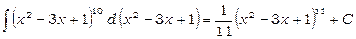 ∫(x² − 3x + 1)¹⁰ d(x² − 3x + 1) = 1/11 (x² − 3x + 1)¹¹ + C